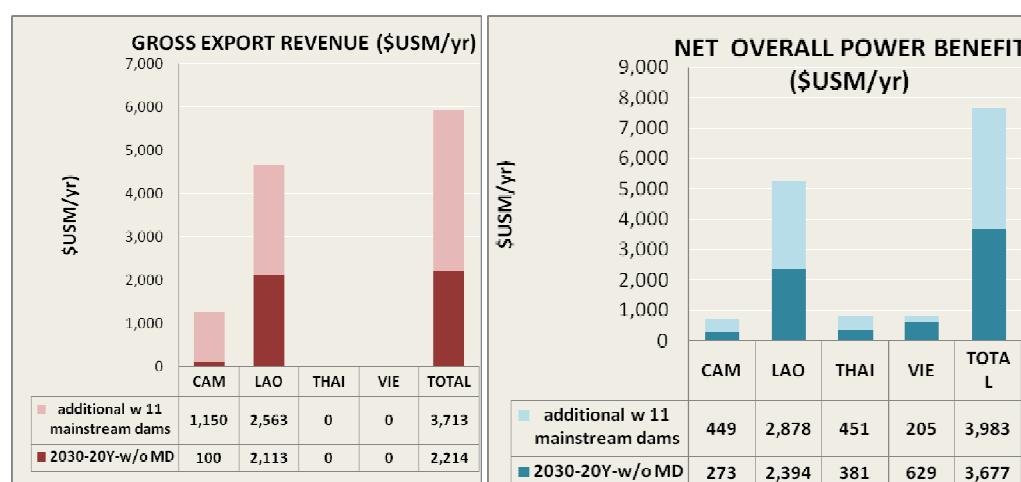 GROSS EXPORT REVENUE ($USM/yr)
7,000
6,000
5,000
4,000
3,000
2,000
1,000
0
$USM/yr)
CAM LAO THAI VIE TOTAL
additional w 11
mainstream dams
1,150 2,563 0 0 3,713
2030-20Y-w/o MD 100 2,113 0 0 2,214
NET OVERALL POWER BENEFIT
($USM/yr)
9,000
8,000
7,000
6,000
5,000
4,000
3,000
2,000
1,000
0
$USM/yr)
CAM LAO THAI VIE TOTA
L
additional w 11
mainstream dams
449 2,878 451 205 3,983
2030-20Y-w/o MD 273 2,394 381 629 3,677